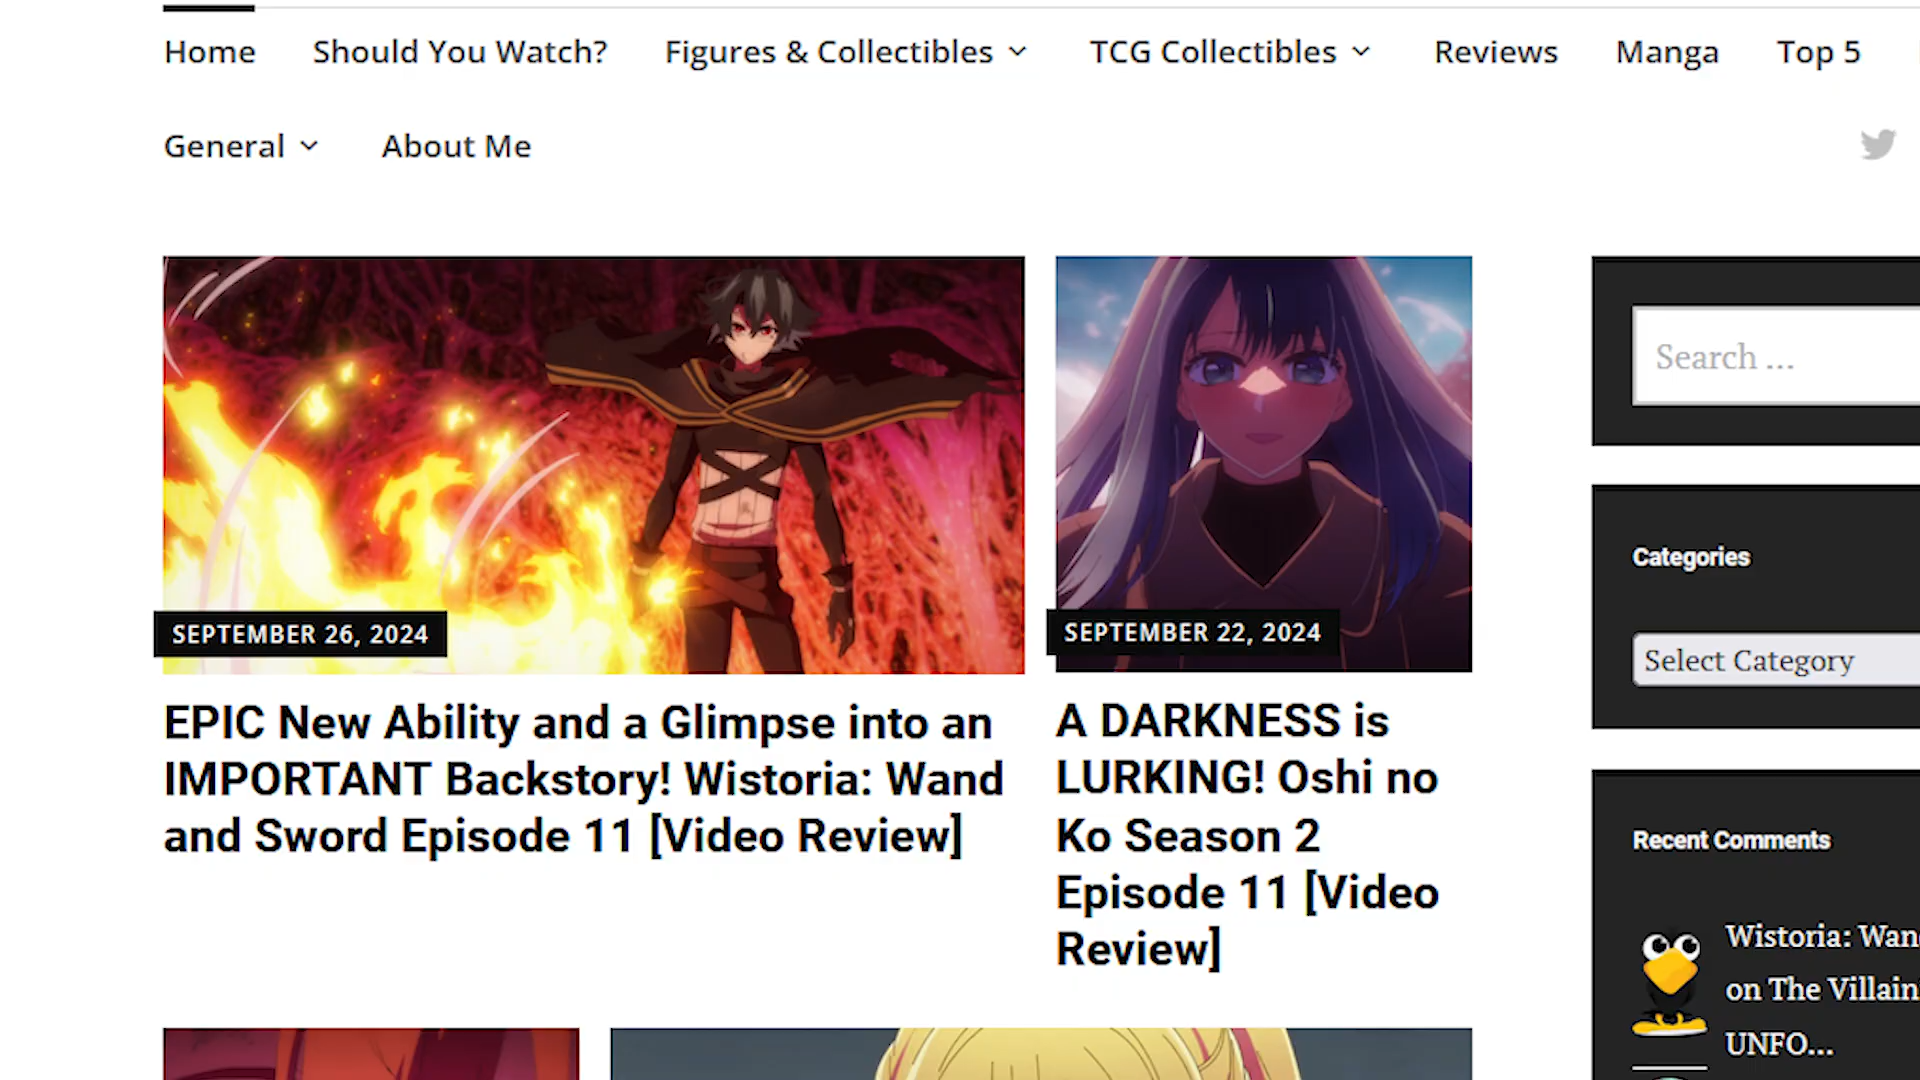 Home
Should You Watch?
Figures & Collectibles
TCG Collectibles
Reviews
Manga
Top 5
General
About Me
SEPTEMBER 26, 2024
EPIC New Ability and a Glimpse into an
IMPORTANT Backstory! Wistoria: Wand
and Sword Episode 11 [Video Review]
SEPTEMBER 22, 2024
A DARKNESS is
LURKING! Oshi no
Ko Season 2
Episode 11 [Video
Review]
Search ...
Categories
Select Category
Recent Comments
Wistoria: Wan
on The Villain
UNFO...